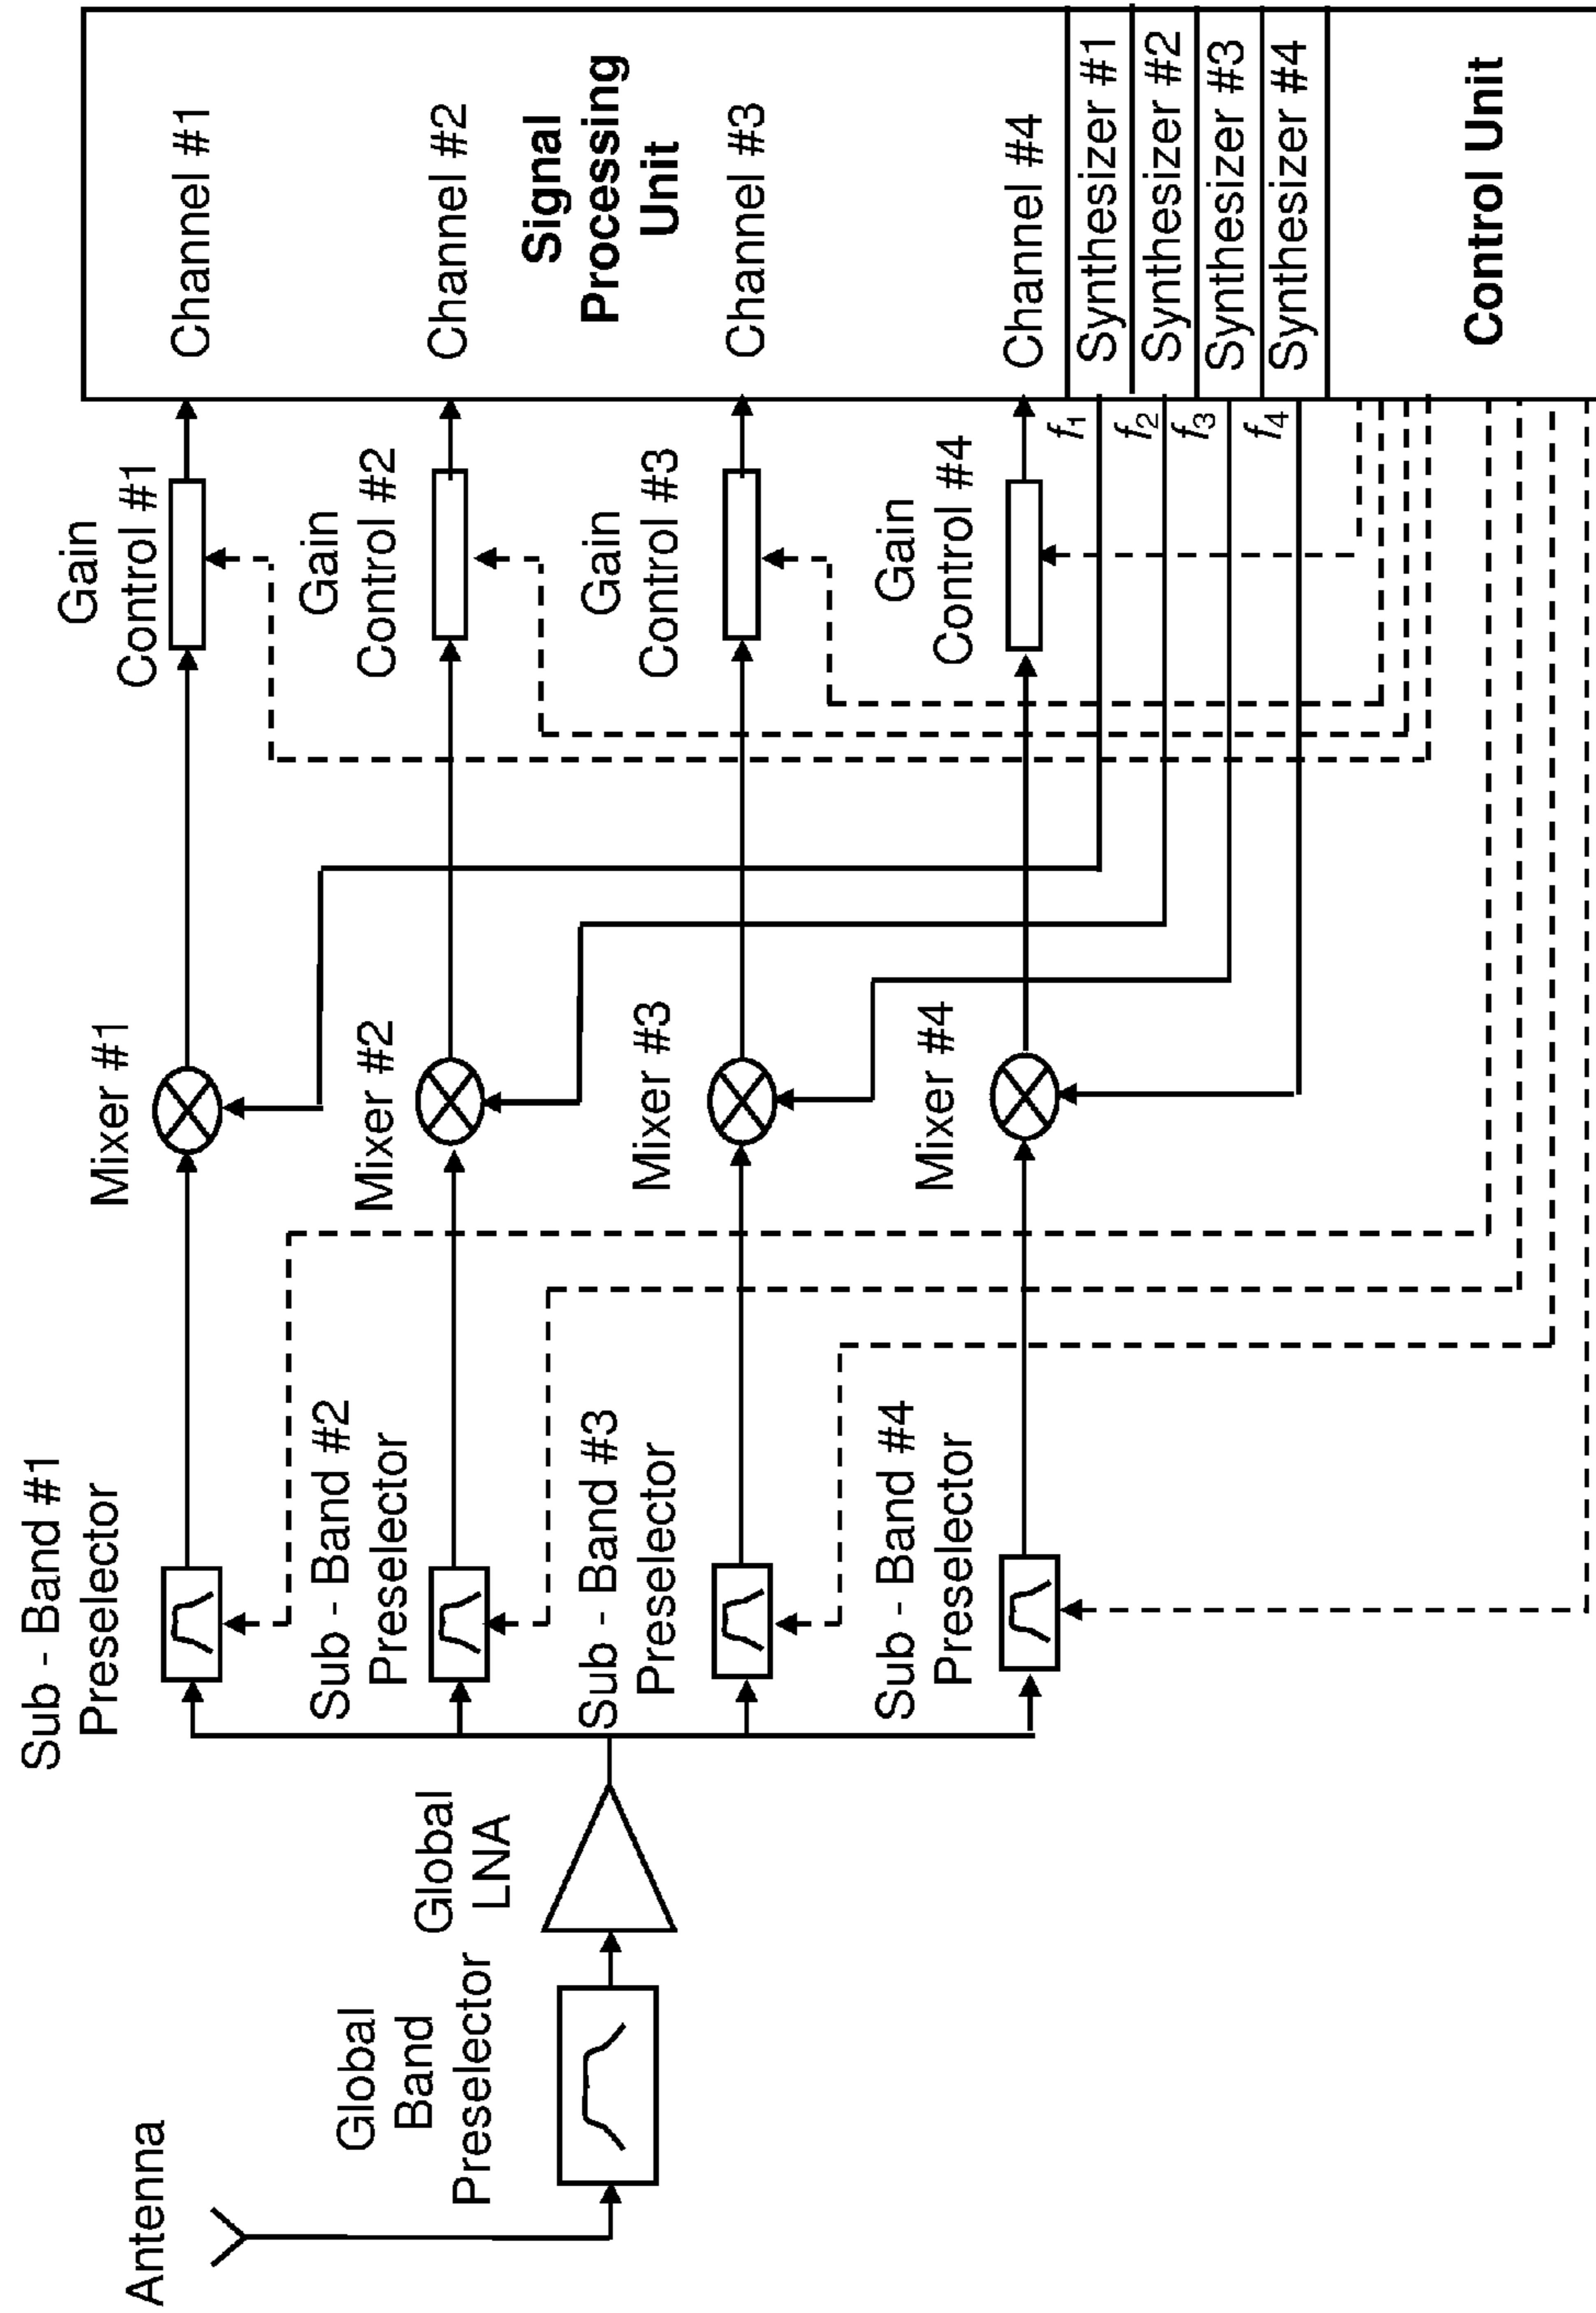 Antenna
Global
Band
Preselector
Global
LNA
Sub - Band #1
Preselector
Sub - Band #2
Preselector
Sub - Band #3
Preselector
Sub - Band #4
Preselector
Mixer #1
Mixer #2
Mixer #3
Mixer #4
Gain
Control #1
Gain
Control #2
Gain
Control #3
Gain
Control #4
f1
f2
f3
f4
Channel #1
Channel #2
Signal
Processing
Unit
Channel #3
Channel #4
Synthesizer #1
Synthesizer #2
Synthesizer #3
Synthesizer #4
Control Unit